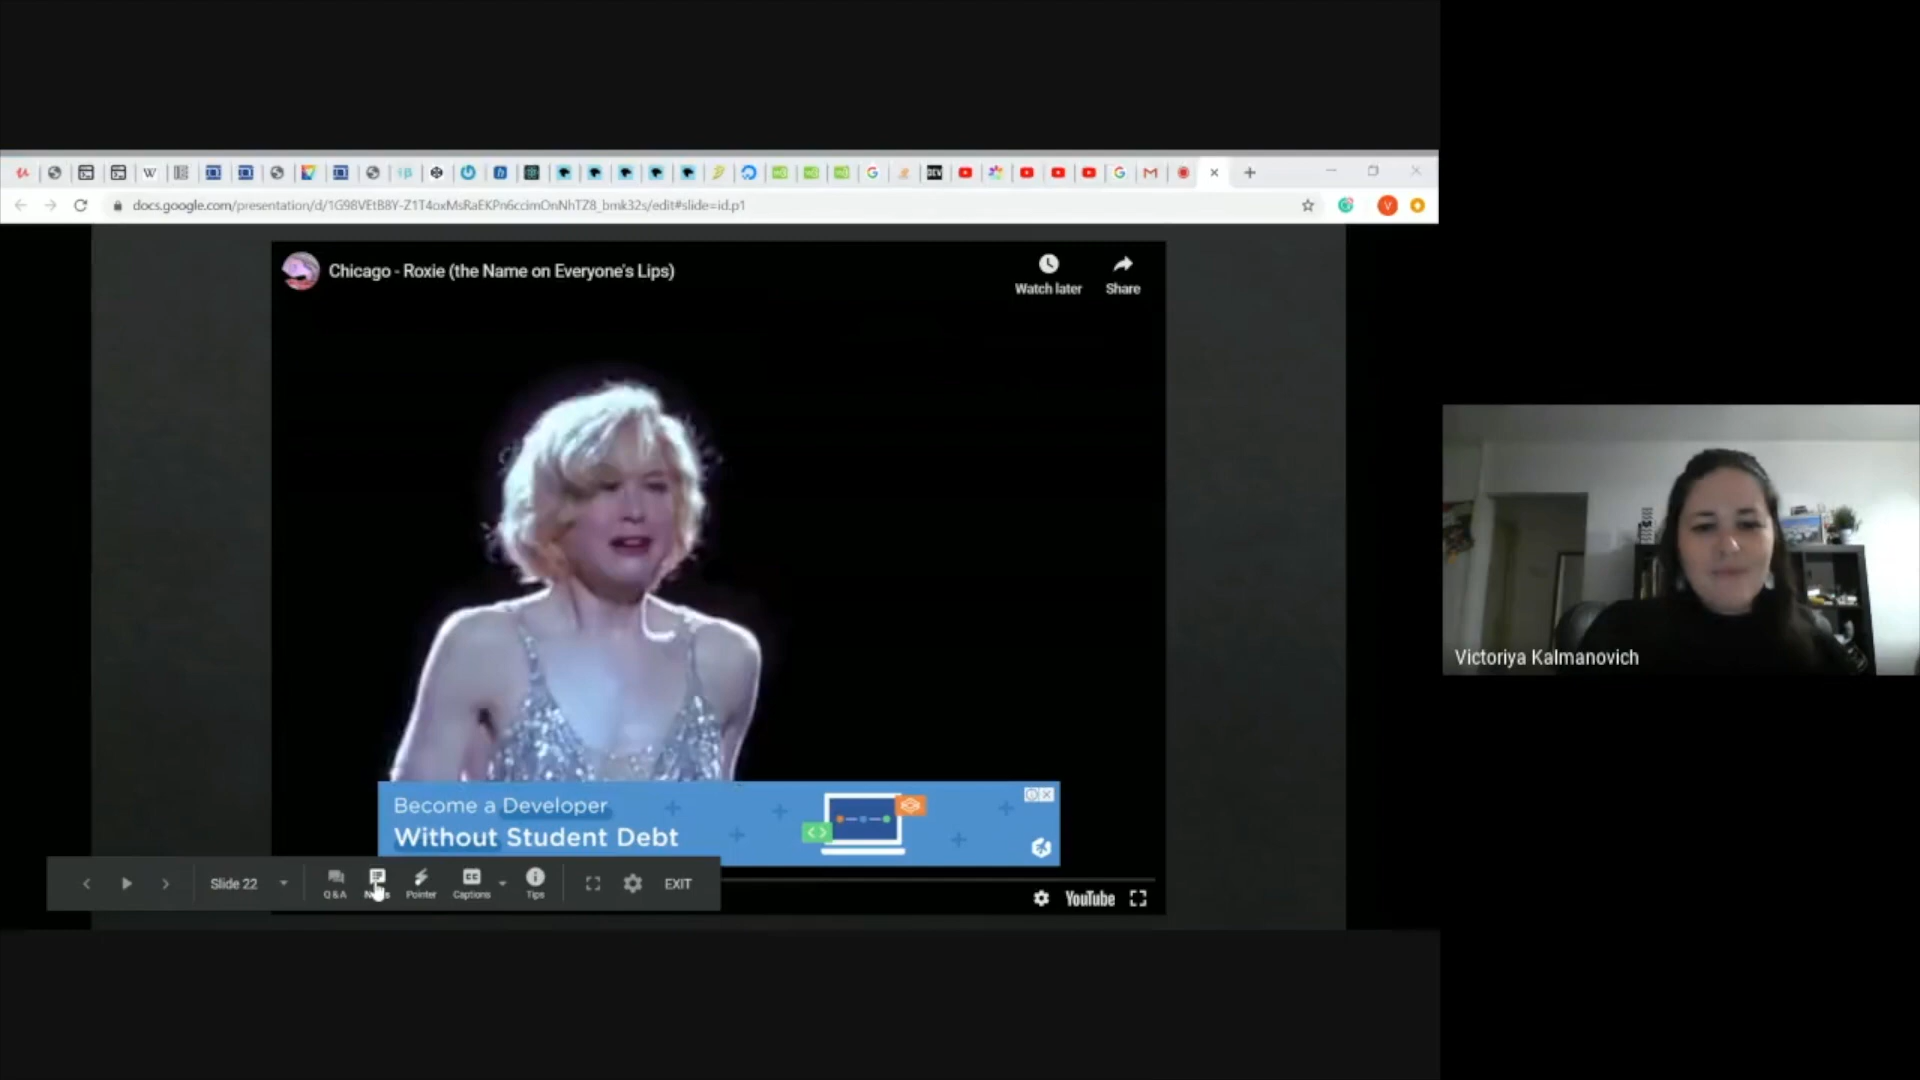 docs.google.com/presentation/d/1G98VEtB8Y-Z1T4oxMsRaEKPn6ccimOnNhTZ8_bmk32s/edit#slide=id.p1
Chicago - Roxie (the Name on Everyone's Lips)
Watch later
Share
Become a Developer
Without Student Debt
Slide 22
Q&A
Pointer
Captions
Tips
EXIT
YouTube
Victoriya Kalmanovich